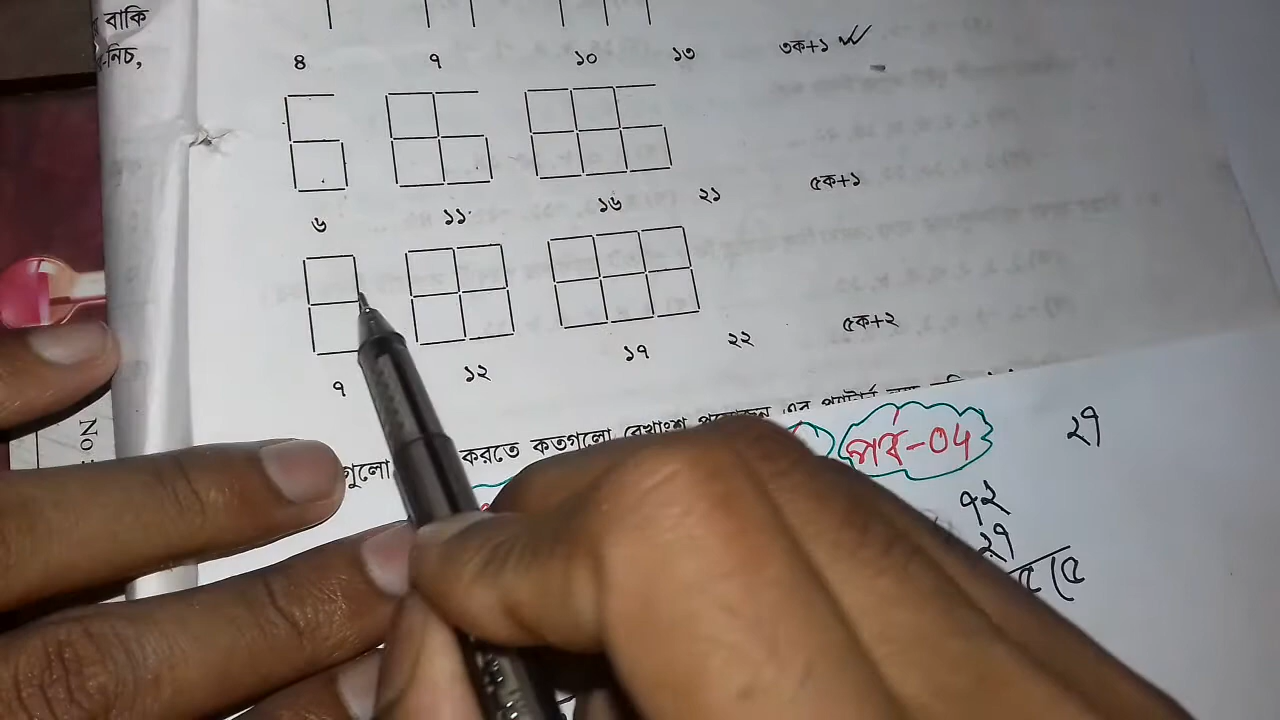 বাকি
-নিচ,
৪ ৭ ১০ ১৩ ৩ক+১
৬ ১১ ১৬ ২১ ৫ক+১
৭ ১২ ১৭ ২২ ৫ক+২
গুলো করতে কতগুলো রেখাংশ
পর্ব-04
২৭
৭২
২৭
No